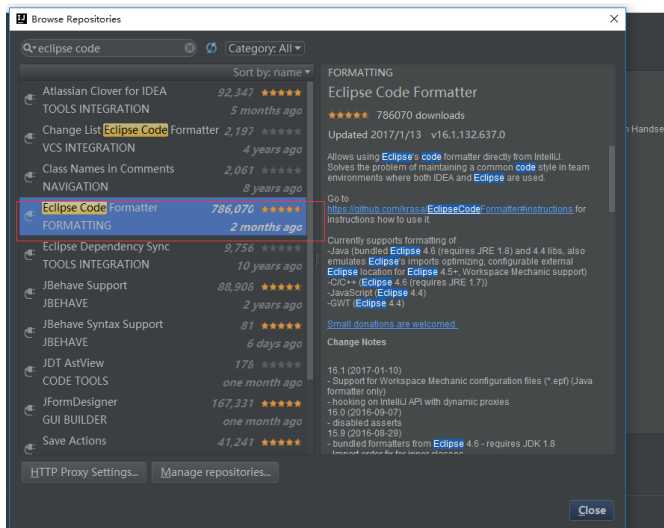 Browse Repositories
eclipse code
Category: All
Sort by: name
Atlassian Clover for IDEA 92,347
TOOLS INTEGRATION 5 months ago
Change List Eclipse Code Formatter 2,197
VCS INTEGRATION 4 years ago
Class Names in Comments 2,061
NAVIGATION 8 years ago
Eclipse Code Formatter 786,070
FORMATTING 2 months ago
Eclipse Dependency Sync 9,756
TOOLS INTEGRATION 10 years ago
JBehave Support 88,908
JBEHAVE 2 years ago
JBehave Syntax Support 81
JBEHAVE 6 days ago
JDT AstView 178
CODE TOOLS one month ago
JFormDesigner 167,331
GUI BUILDER one month ago
Save Actions 41,241
HTTP Proxy Settings... Manage repositories...
FORMATTING
Eclipse Code Formatter
786070 downloads
Updated 2017/1/13 v16.1.132.637.0
Allows using Eclipse's code formatter directly from IntelliJ.
Solves the problem of maintaining a common code style in team
environments where both IDEA and Eclipse are used.
Go to
https://github.com/krasa/EclipseCodeFormatter#instructions for
instructions how to use it.
Currently supports formatting of
-Java (bundled Eclipse 4.6 (requires JRE 1.8) and 4.4 libs, also
emulates Eclipse's imports optimizing, configurable external
Eclipse location for Eclipse 4.5+, Workspace Mechanic support)
-C/C++ (Eclipse 4.6 (requires JRE 1.7))
-JavaScript (Eclipse 4.4)
-GWT (Eclipse 4.4)
Small donations are welcomed.
Change Notes
16.1 (2017-01-10)
- Support for Workspace Mechanic configuration files (*.epf) (Java
formatter only)
- hooking on IntelliJ API with dynamic proxies
16.0 (2016-09-07)
- disabled asserts
15.9 (2016-08-29)
- bundled formatters from Eclipse 4.6 - requires JDK 1.8
- Import order fix for inner classes
Close
n Handse